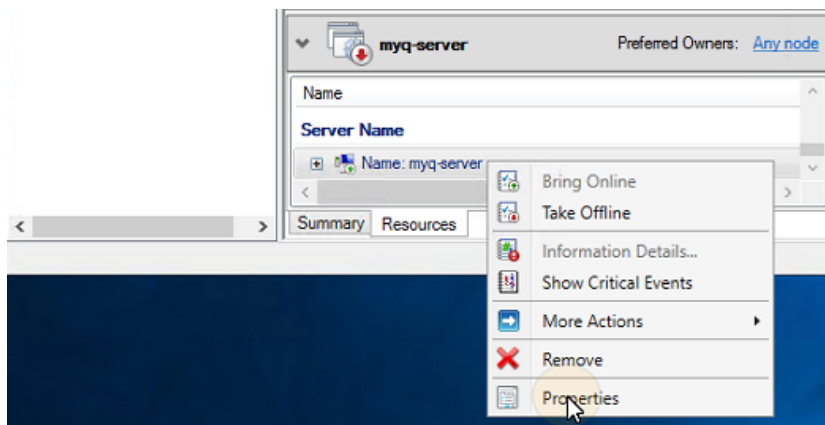 myq-server Preferred Owners: Any node
Name
Server Name
Name: myq-server
Bring Online
Take Offline
Summary Resources
Information Details...
Show Critical Events
More Actions
Remove
Properties